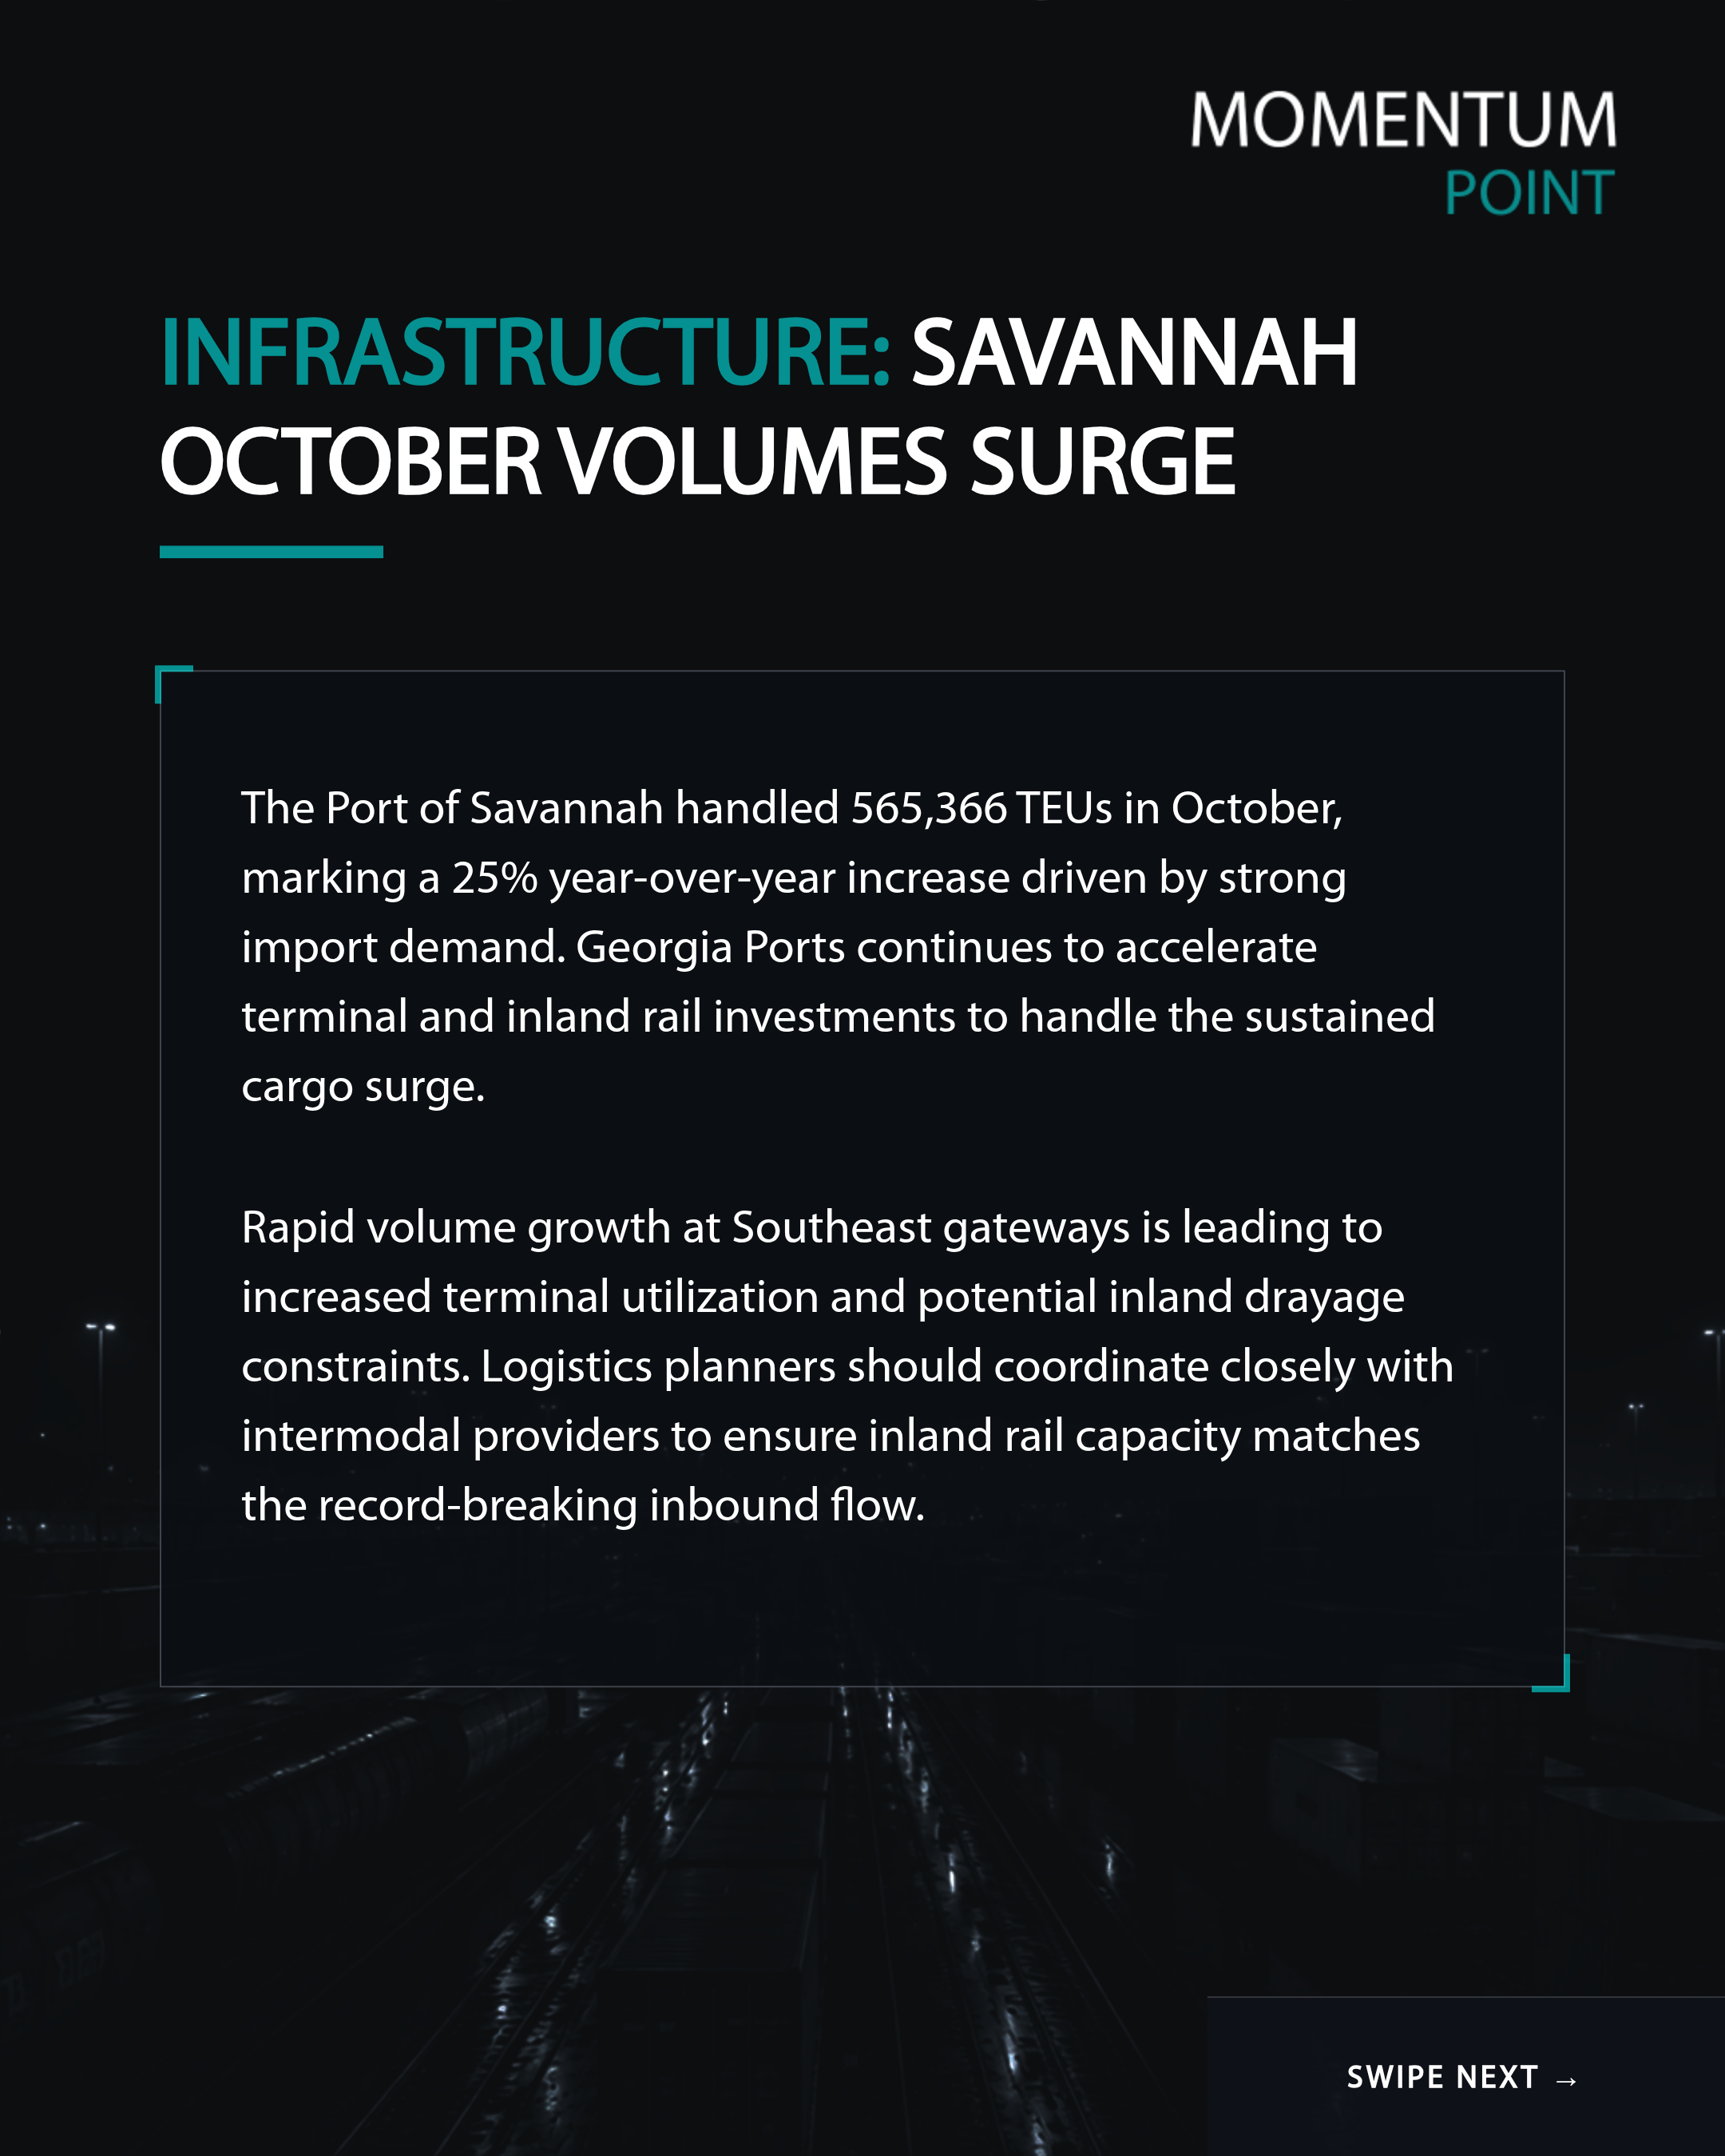 MOMENTUM
POINT
INFRASTRUCTURE: SAVANNAH
OCTOBER VOLUMES SURGE
The Port of Savannah handled 565,366 TEUs in October,
marking a 25% year-over-year increase driven by strong
import demand. Georgia Ports continues to accelerate
terminal and inland rail investments to handle the sustained
cargo surge.
Rapid volume growth at Southeast gateways is leading to
increased terminal utilization and potential inland drayage
constraints. Logistics planners should coordinate closely with
intermodal providers to ensure inland rail capacity matches
the record-breaking inbound flow.
SWIPE NEXT →